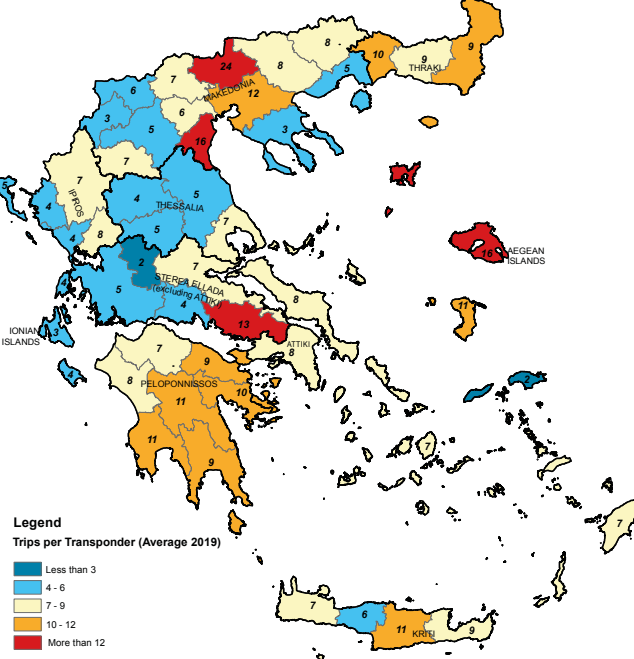 9
8
10
9
8
24
7
5
THRAKI
6
12
MAKEDONIA
3
6
5
3
16
7
7
5
5
4
IPIROS
4
THESSALIA
7
5
4
8
16
AEGEAN
ISLANDS
2
7
STEREA ELLADA
(excluding ATTIKI)
4
5
4
8
11
13
IONIAN
ISLANDS
3
ATTIKI
8
7
9
4
8
PELOPONNISSOS
10
11
2
11
7
9
7
Legend
Trips per Transponder (Average 2019)
Less than 3
4 - 6
7 - 9
10 - 12
More than 12
7
6
11
KRITI
9